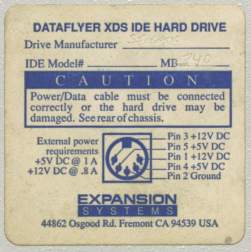 DATAFLYER XDS IDE HARD DRIVE
Drive Manufacturer
IDE Model# MB 240
CAUTION
Power/Data cable must be connected
correctly or the hard drive may be
damaged. See rear of chassis.
External power
requirements
+5V DC @ 1 A
+12V DC @ .8 A
Pin 3 +12V DC
Pin 5 +5V DC
Pin 1 +12V DC
Pin 4 +5V DC
Pin 2 Ground
EXPANSION
SYSTEMS
44862 Osgood Rd. Fremont CA 94539 USA